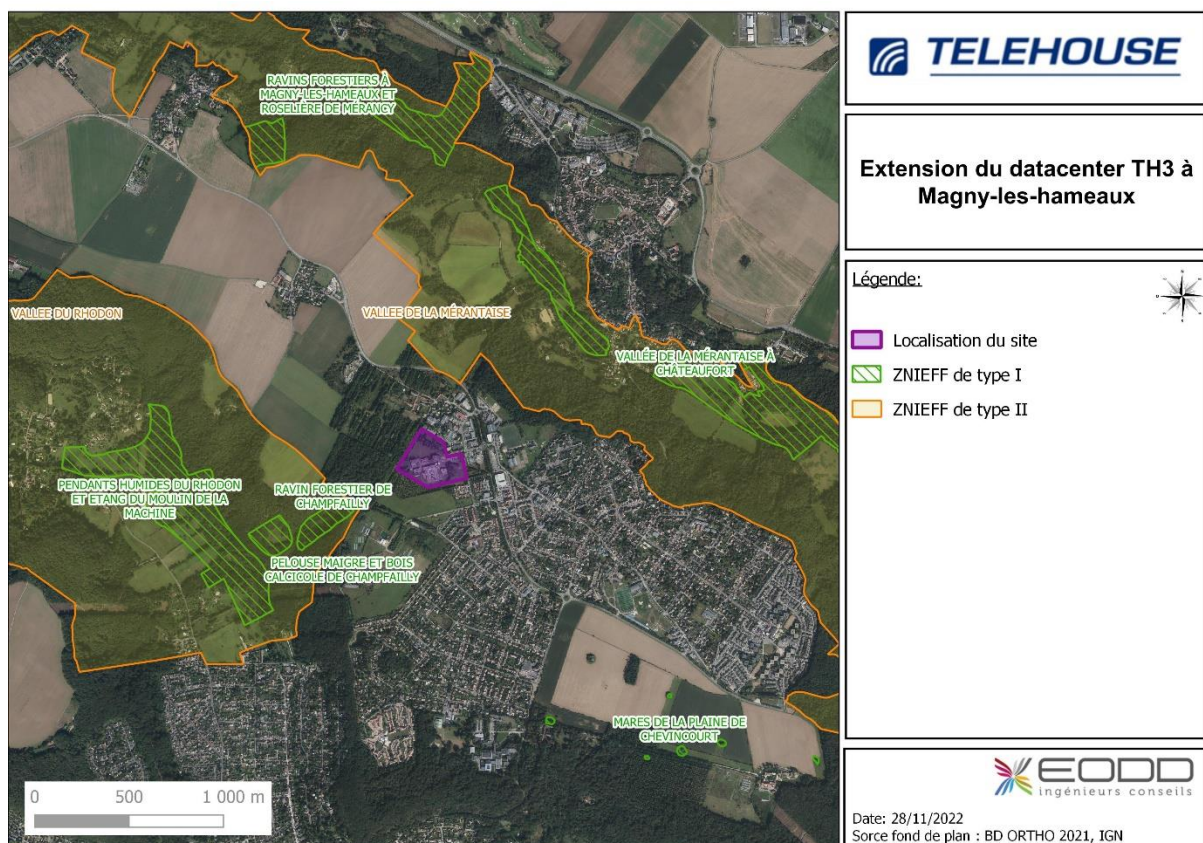 RAVINS FORESTIERS À
MAGNY-LES-HAMEAUX ET
ROSELIÈRE DE MÉRANCY
VALLEE DU RHODON
VALLEE DE LA MÉRANTAISE
VALLÉE DE LA MÉRANTAISE À
CHÂTEAUFORT
PENDANTS HUMIDES DU RHODON
ET ETANG DU MOULIN DE LA
MACHINE
RAVIN FORESTIER DE
CHAMPFAILLY
PELOUSE MAIGRE ET BOIS
CALCICOLE DE CHAMPFAILLY
MARES DE LA PLAINE DE
CHEVINCOURT
0 500 1 000 m
TELEHOUSE
Extension du datacenter TH3 à
Magny-les-hameaux
Légende:
Localisation du site
ZNIEFF de type I
ZNIEFF de type II
EODD
ingénieurs conseils
Date: 28/11/2022
Sorce fond de plan : BD ORTHO 2021, IGN